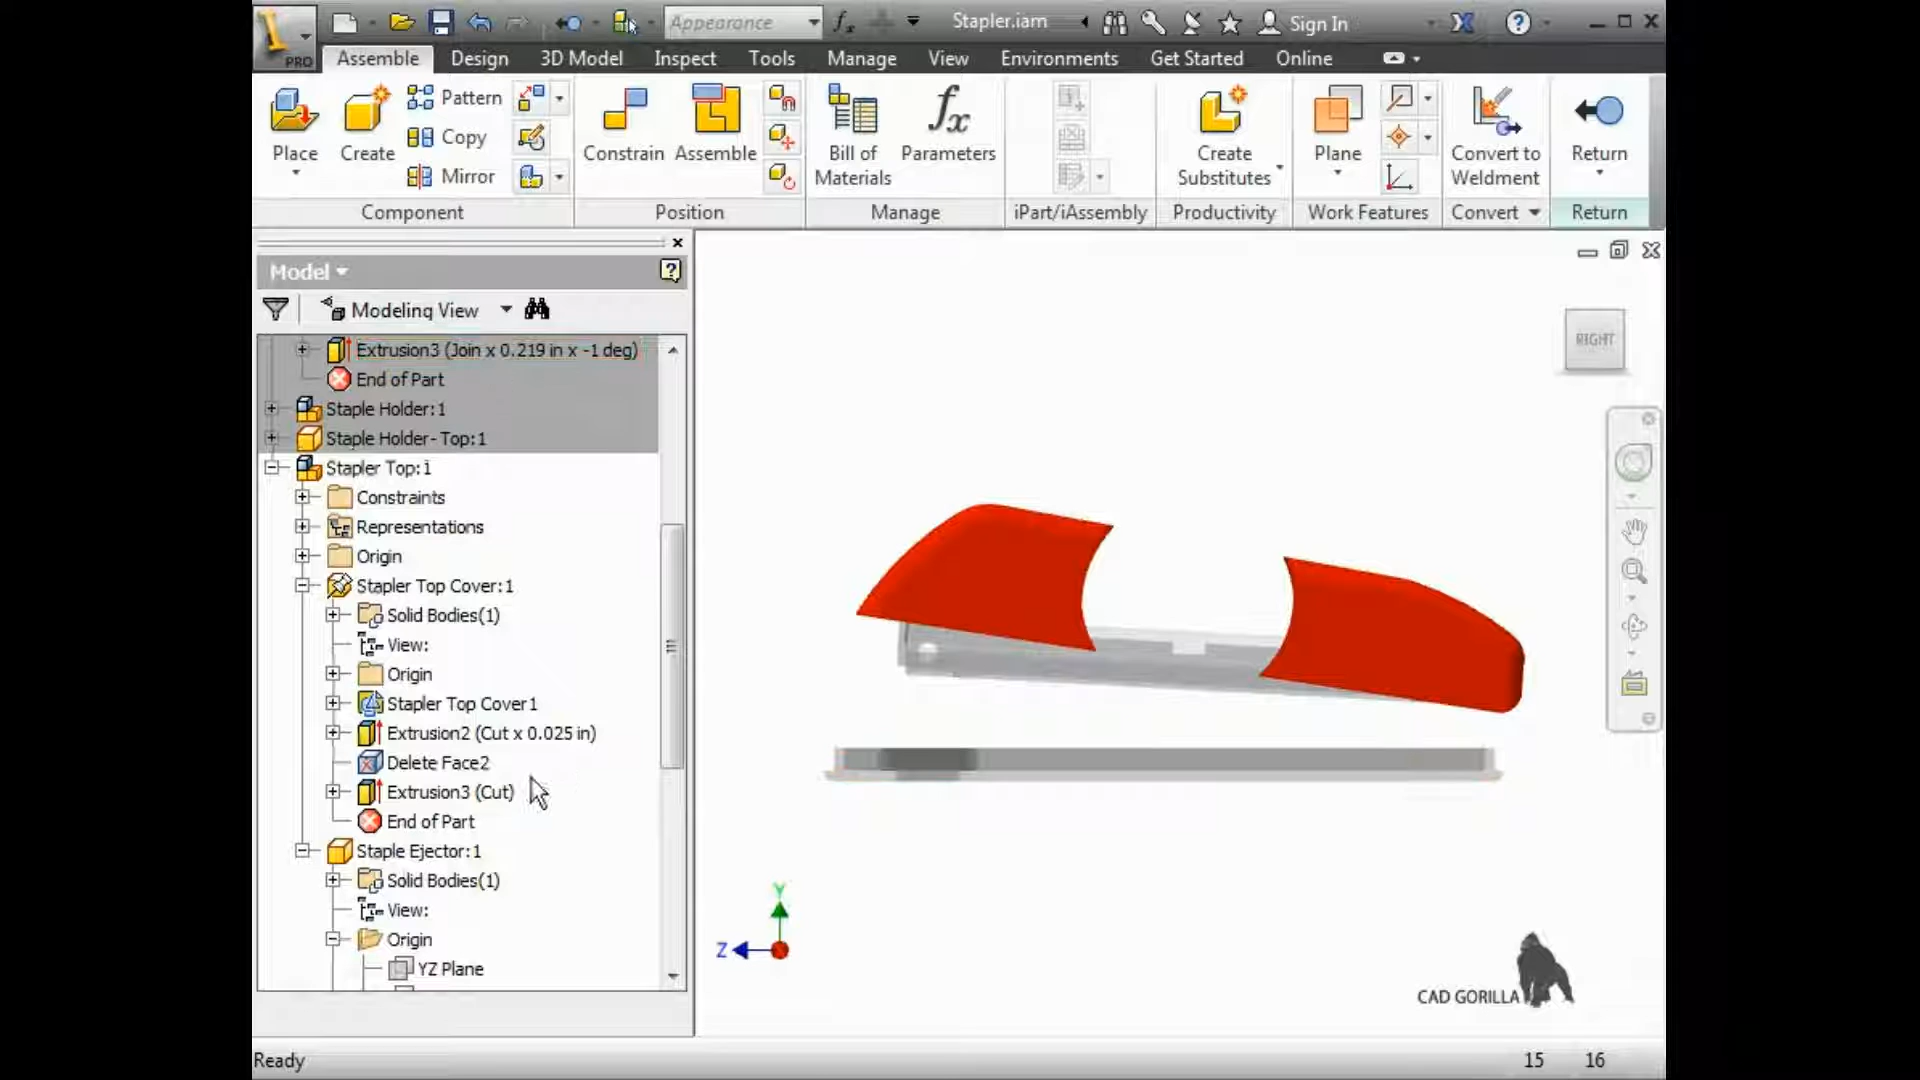 PRO
Appearance
Stapler.iam
Sign In
Assemble
Design
3D Model
Inspect
Tools
Manage
View
Environments
Get Started
Online
Place
Create
Pattern
Copy
Mirror
Constrain
Assemble
Bill of
Materials
fx
Parameters
Create
Substitutes
Plane
Convert to
Weldment
Return
Component
Position
Manage
iPart/iAssembly
Productivity
Work Features
Convert
Return
Model
Modeling View
Extrusion3 (Join x 0.219 in x -1 deg)
End of Part
Staple Holder:1
Staple Holder- Top:1
Stapler Top:1
Constraints
Representations
Origin
Stapler Top Cover:1
Solid Bodies(1)
View:
Origin
Stapler Top Cover1
Extrusion2 (Cut x 0.025 in)
Delete Face2
Extrusion3 (Cut)
End of Part
Staple Ejector:1
Solid Bodies(1)
View:
Origin
YZ Plane
RIGHT
Y
Z
CAD GORILLA
Ready
15
16